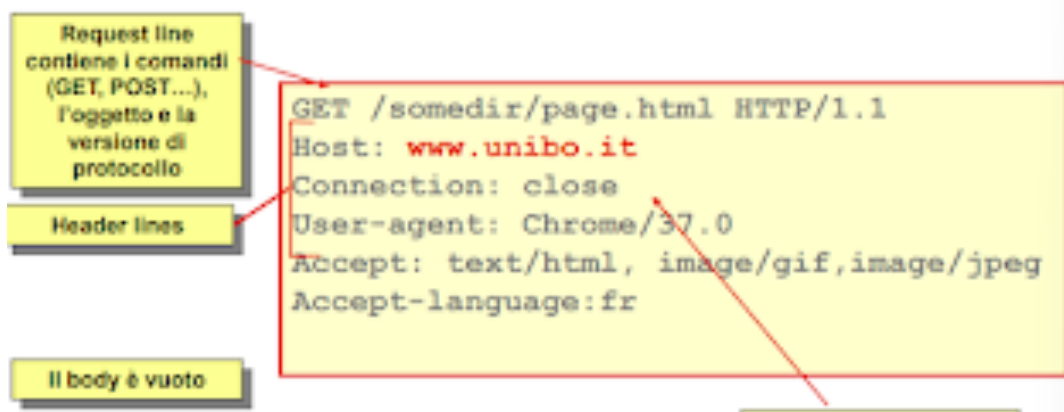 Request line
contiene i comandi
(GET, POST...),
l'oggetto e la
versione di
protocollo
GET /somedir/page.html HTTP/1.1
Host: www.unibo.it
Connection: close
User-agent: Chrome/37.0
Accept: text/html, image/gif,image/jpeg
Accept-language:fr
Header lines
Il body è vuoto